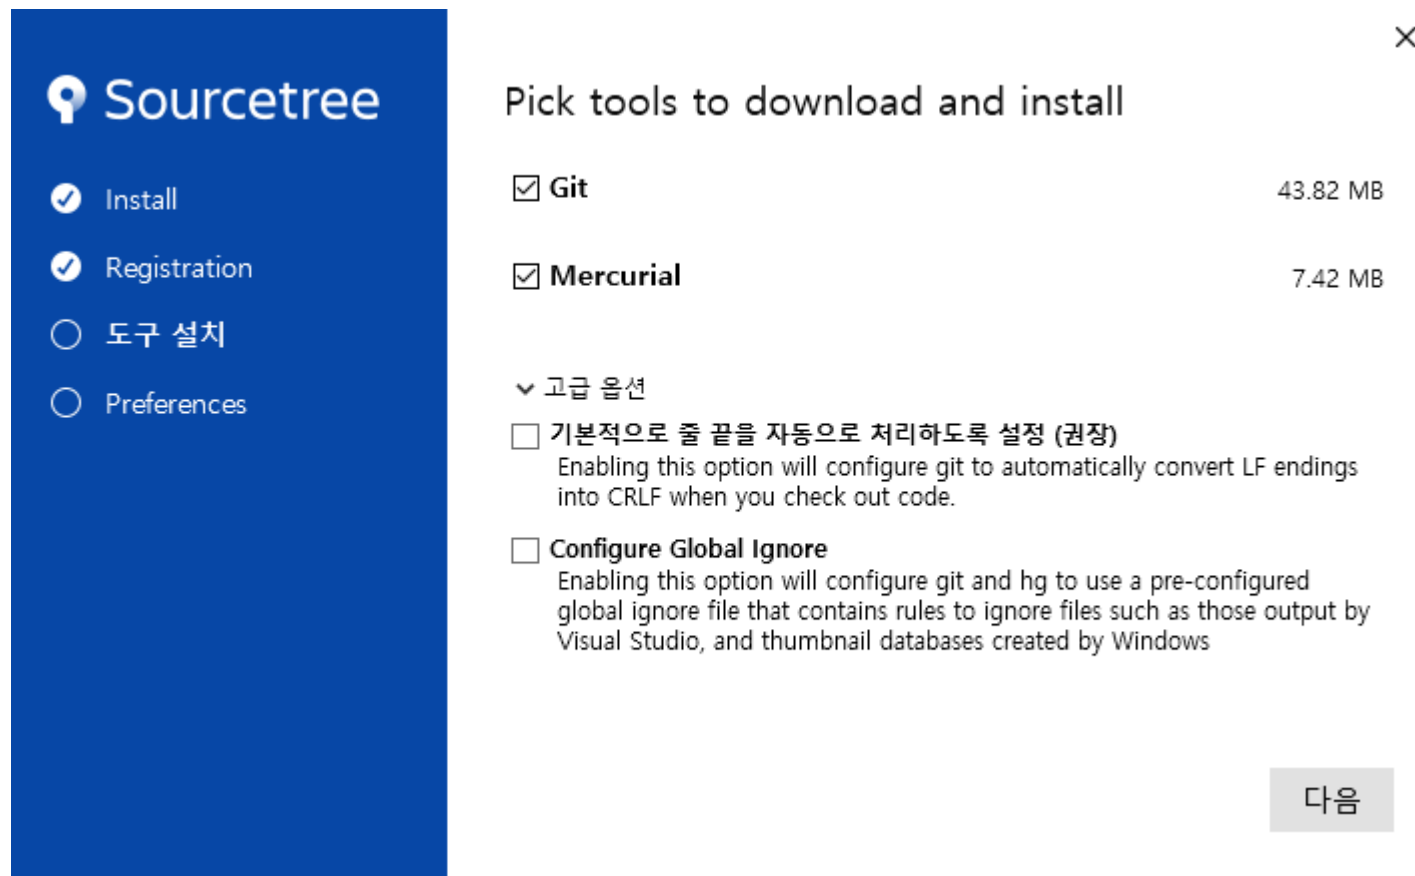 Sourcetree
Install
Registration
도구 설치
Preferences
Pick tools to download and install
Git 43.82 MB
Mercurial 7.42 MB
고급 옵션
기본적으로 줄 끝을 자동으로 처리하도록 설정 (권장)
Enabling this option will configure git to automatically convert LF endings
into CRLF when you check out code.
Configure Global Ignore
Enabling this option will configure git and hg to use a pre-configured
global ignore file that contains rules to ignore files such as those output by
Visual Studio, and thumbnail databases created by Windows
다음